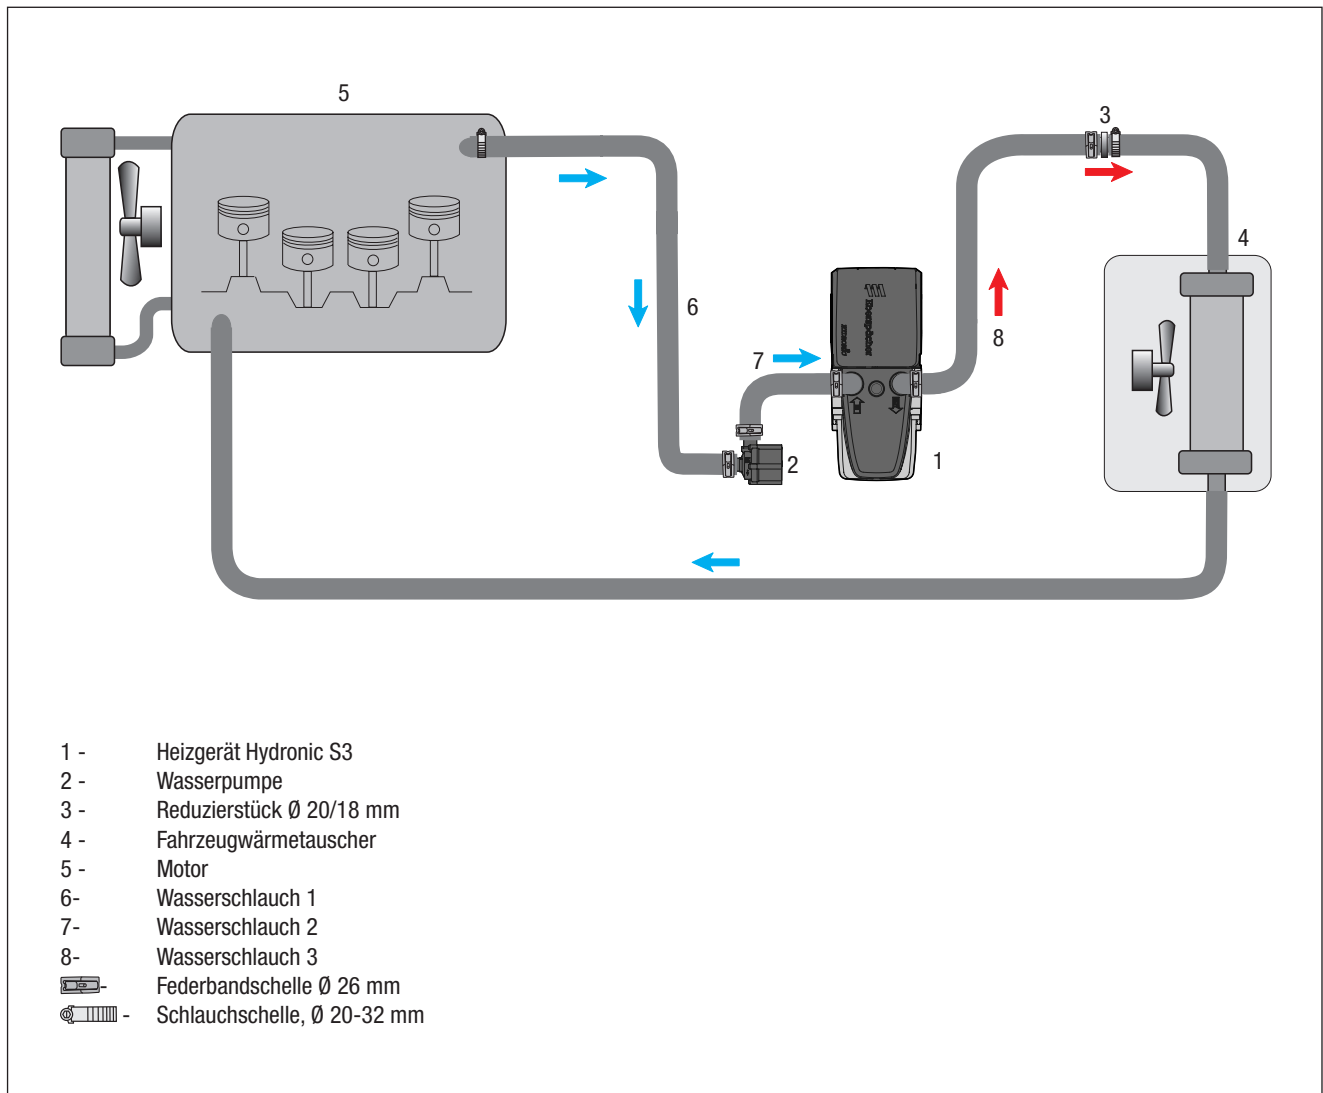 5
3
4
6
7
8
Eberspächer
2
1
1 - Heizgerät Hydronic S3
2 - Wasserpumpe
3 - Reduzierstück Ø 20/18 mm
4 - Fahrzeugwärmetauscher
5 - Motor
6- Wasserschlauch 1
7- Wasserschlauch 2
8- Wasserschlauch 3
- Federbandschelle Ø 26 mm
- Schlauchschelle, Ø 20-32 mm